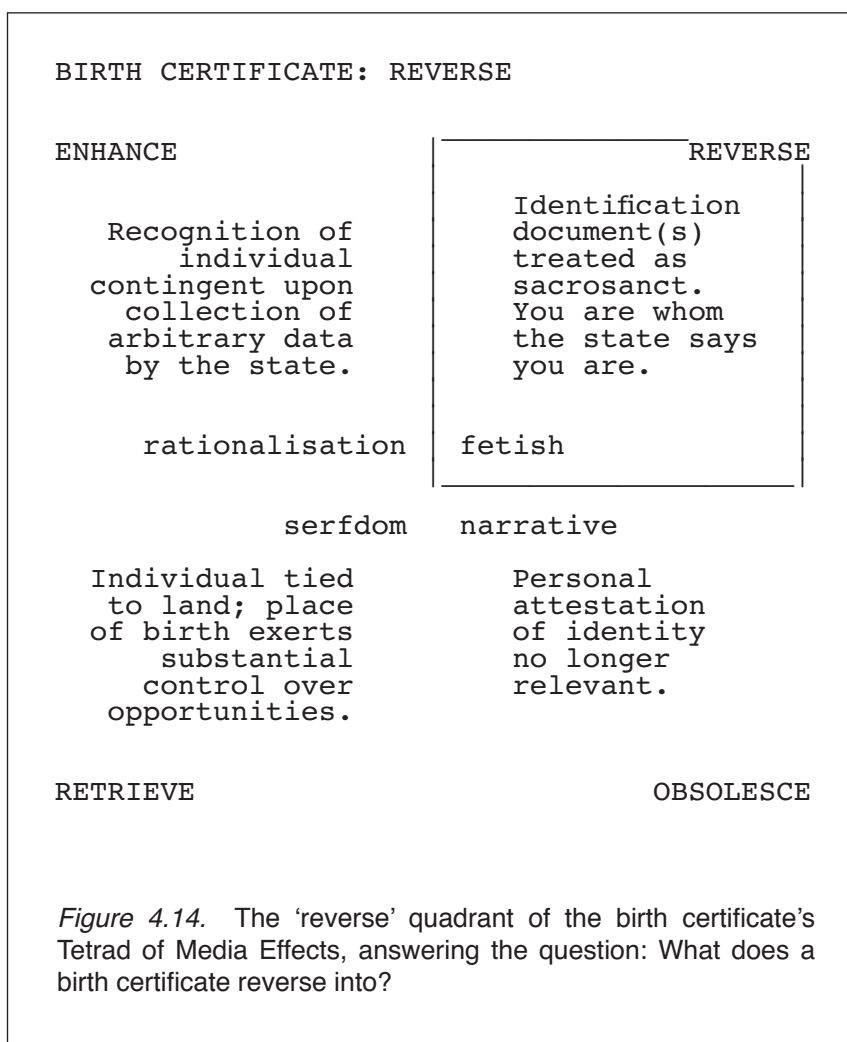 BIRTH CERTIFICATE: REVERSE
ENHANCE
Recognition of
individual
contingent upon
collection of
arbitrary data
by the state.
rationalisation
REVERSE
Identification
document(s)
treated as
sacrosanct.
You are whom
the state says
you are.
fetish
serfdom
Individual tied
to land; place
of birth exerts
substantial
control over
opportunities.
RETRIEVE
narrative
Personal
attestation
of identity
no longer
relevant.
OBSOLESCE
Figure 4.14. The ‘reverse’ quadrant of the birth certificate’s
Tetrad of Media Effects, answering the question: What does a
birth certificate reverse into?